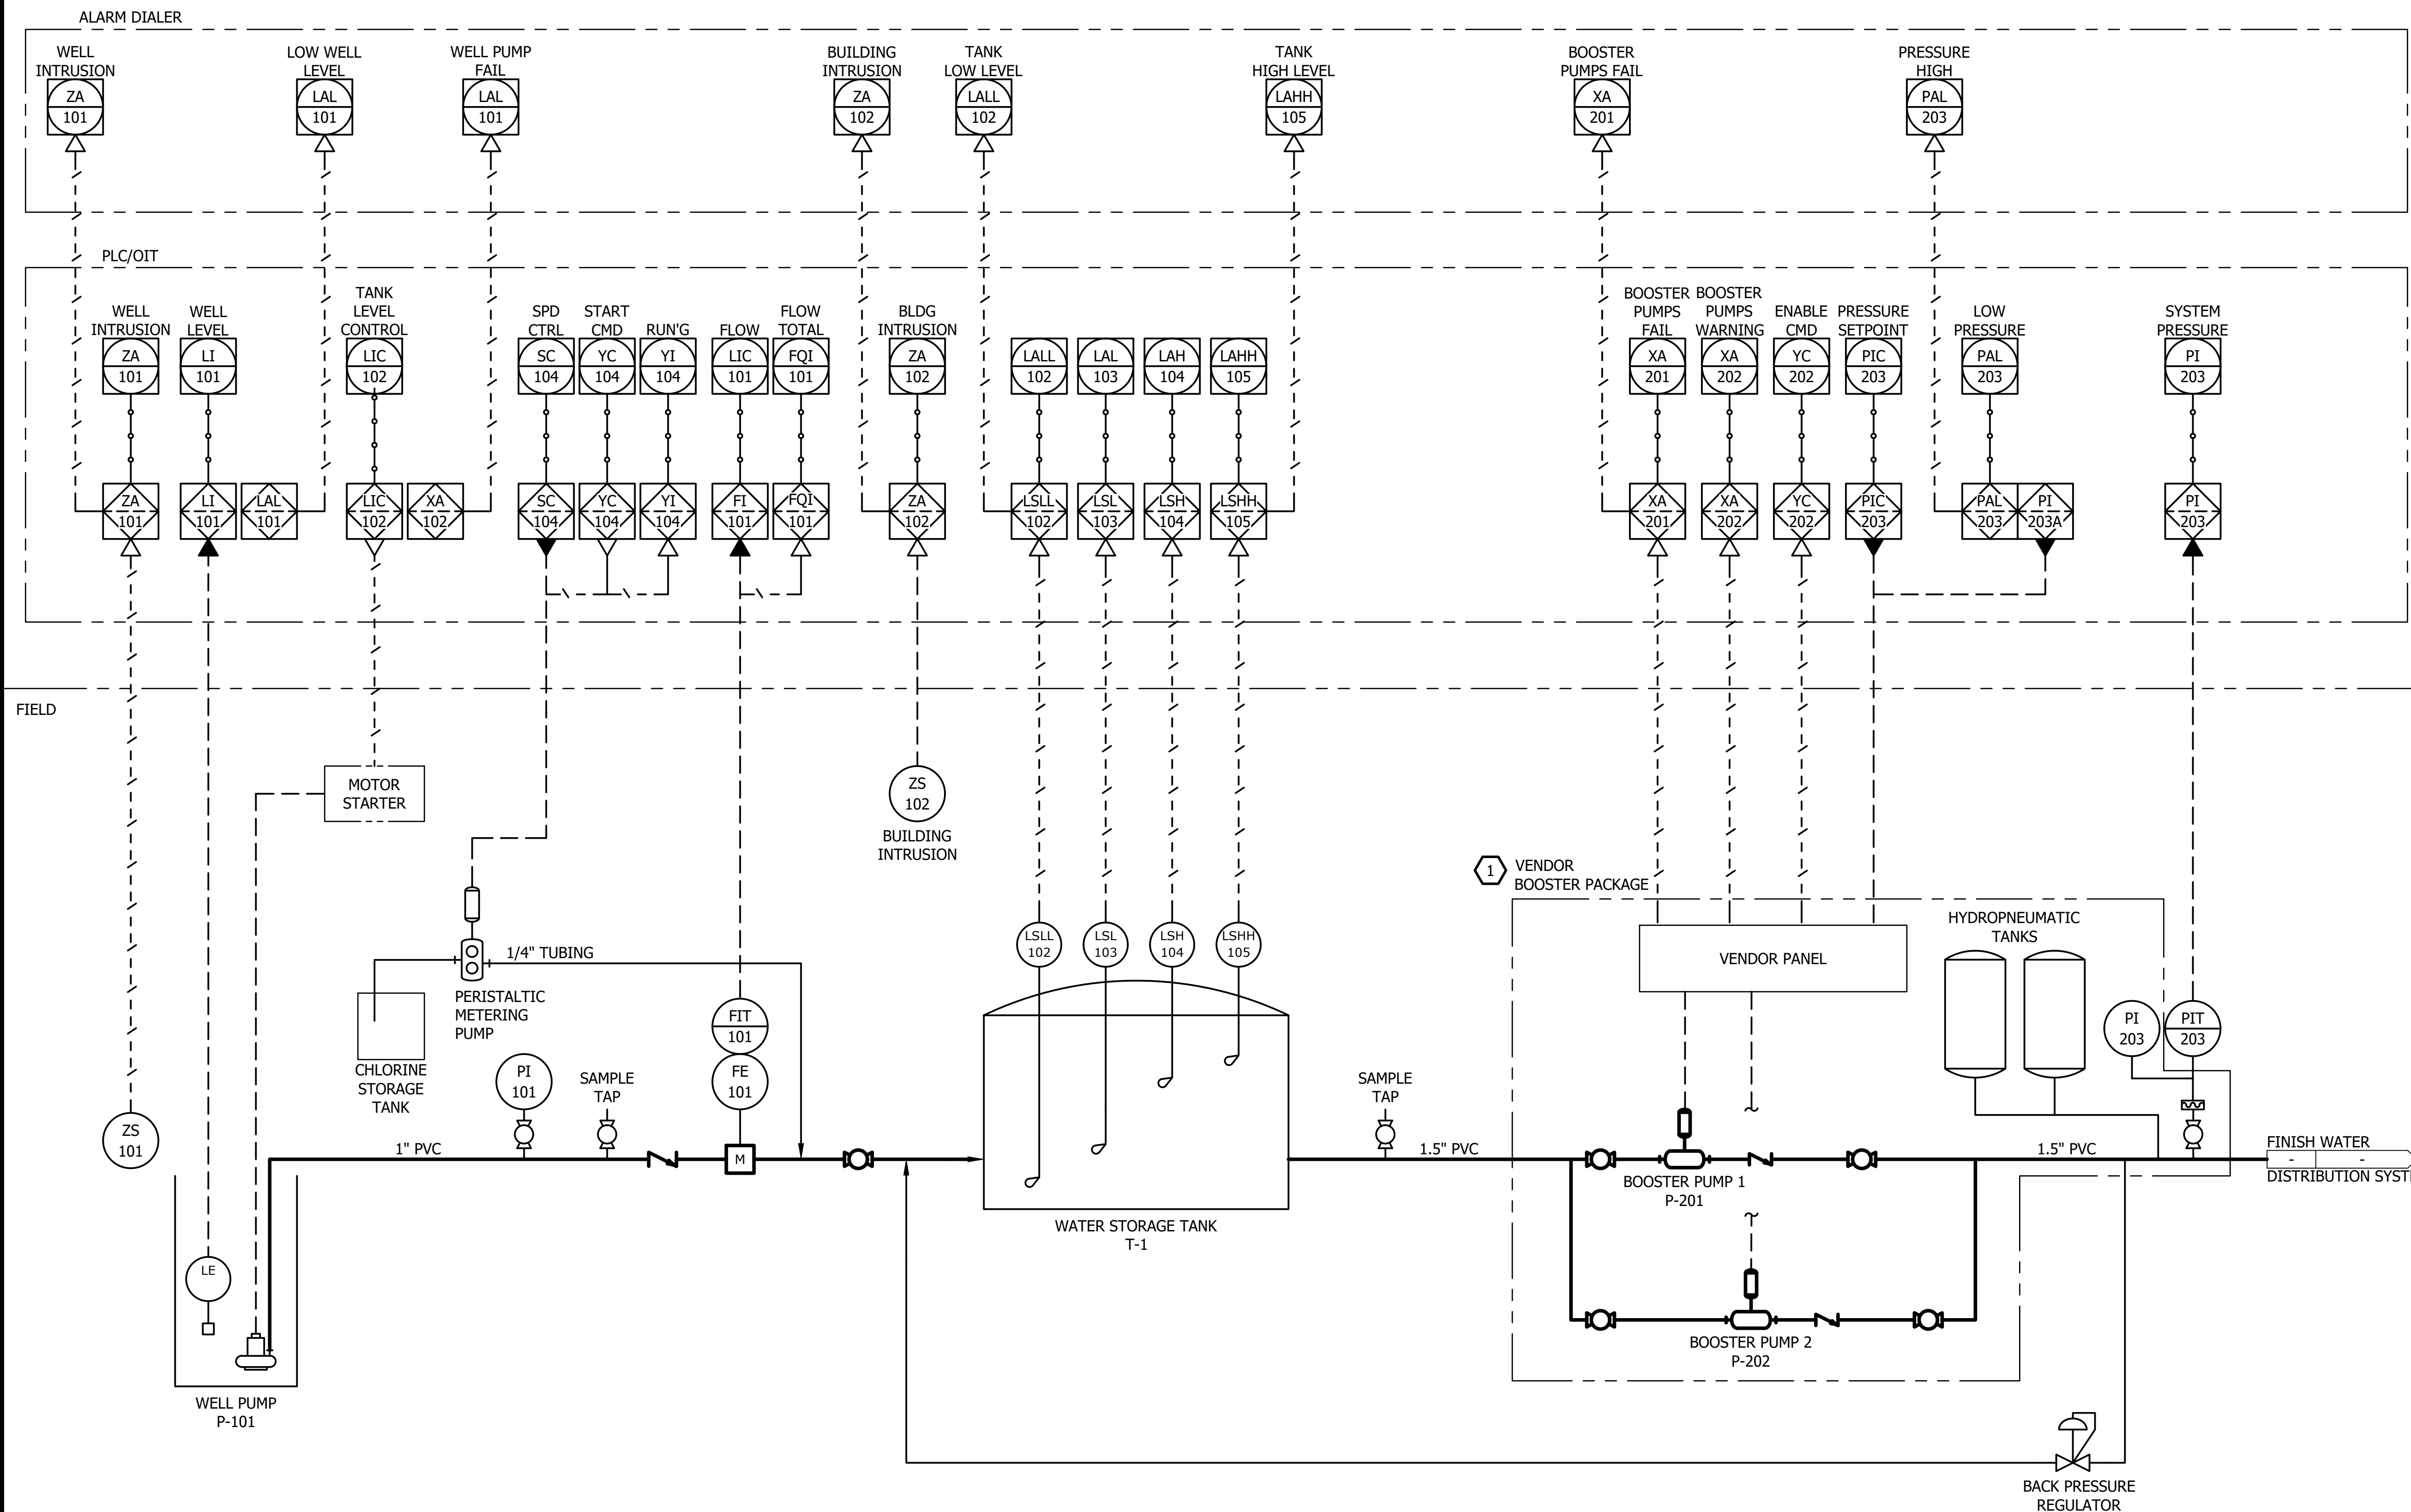 ALARM DIALER
WELL
INTRUSION
ZA
101
LOW WELL
LEVEL
LAL
101
WELL PUMP
FAIL
LAL
101
BUILDING
INTRUSION
ZA
102
TANK
LOW LEVEL
LALL
102
TANK
HIGH LEVEL
LAHH
105
BOOSTER
PUMPS FAIL
XA
201
PRESSURE
HIGH
PAL
203
PLC/OIT
WELL
INTRUSION
ZA
101
WELL
LEVEL
LI
101
TANK
LEVEL
CONTROL
LIC
102
SPD
CTRL
SC
104
START
CMD
YC
104
RUN'G
YI
104
FLOW
LIC
101
FLOW
TOTAL
FQI
101
BLDG
INTRUSION
ZA
102
LALL
102
LAL
103
LAH
104
LAHH
105
BOOSTER
PUMPS
FAIL
XA
201
BOOSTER
PUMPS
WARNING
XA
202
ENABLE
CMD
YC
202
PRESSURE
SETPOINT
PIC
203
LOW
PRESSURE
PAL
203
SYSTEM
PRESSURE
PI
203
ZA
101
LI
101
LAL
101
LIC
102
XA
102
SC
104
YC
104
YI
104
FI
101
FQI
101
ZA
102
LSLL
102
LSL
103
LSH
104
LSHH
105
XA
201
XA
202
YC
202
PIC
203
PAL
203
PI
203A
PI
203
FIELD
MOTOR
STARTER
ZS
102
BUILDING
INTRUSION
1
VENDOR
BOOSTER PACKAGE
HYDROPNEUMATIC
TANKS
VENDOR PANEL
LSLL
102
LSL
103
LSH
104
LSHH
105
1/4" TUBING
PERISTALTIC
METERING
PUMP
CHLORINE
STORAGE
TANK
FIT
101
FE
101
PI
101
SAMPLE
TAP
M
ZS
101
1" PVC
SAMPLE
TAP
1.5" PVC
PI
203
PIT
203
1.5" PVC
FINISH WATER
- -
DISTRIBUTION SYST
BOOSTER PUMP 1
P-201
WATER STORAGE TANK
T-1
LE
WELL PUMP
P-101
BOOSTER PUMP 2
P-202
BACK PRESSURE
REGULATOR